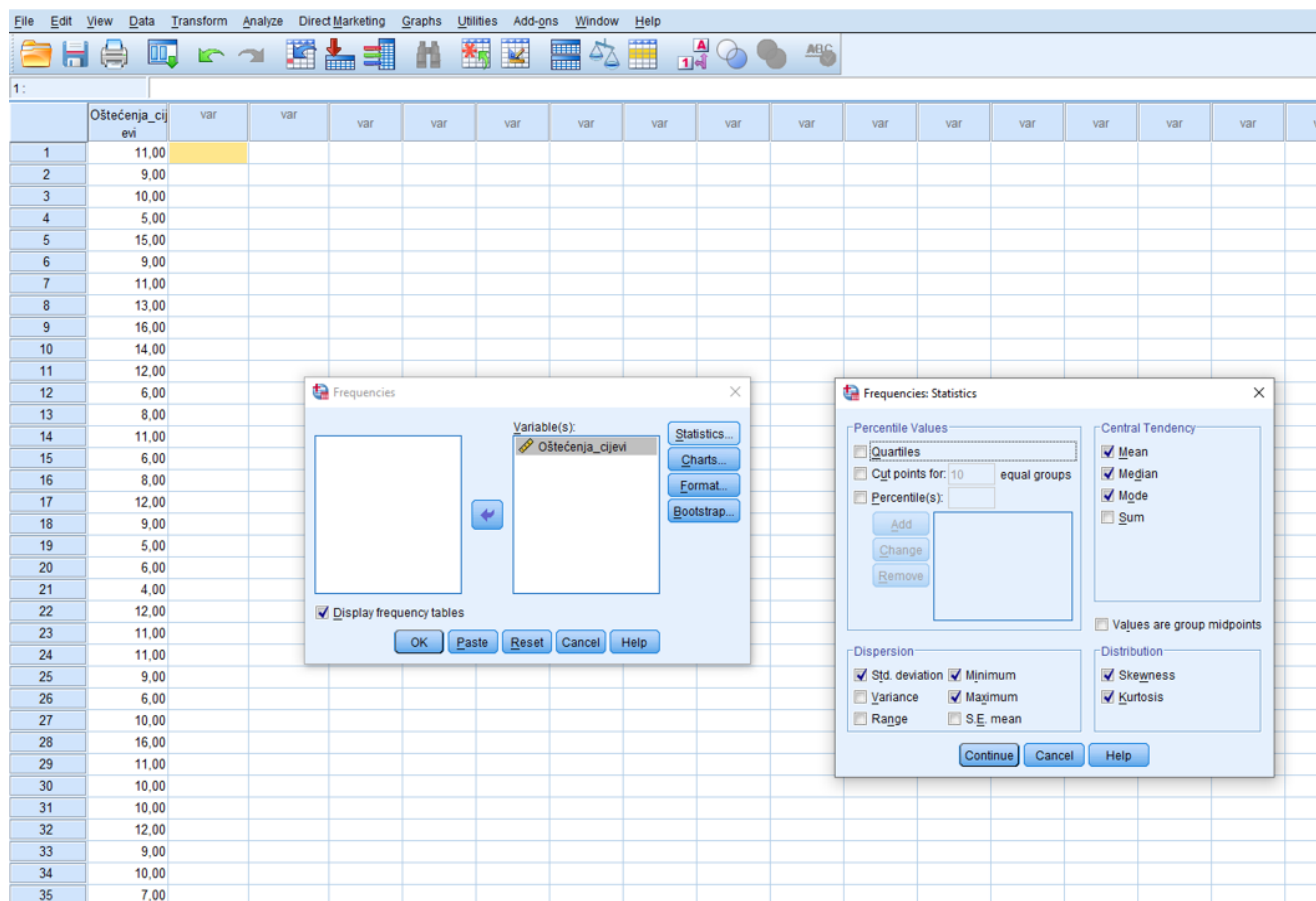 File Edit View Data Transform Analyze Direct Marketing Graphs Utilities Add-ons Window Help
A
1
ABC
1 :
Oštećenja_cij
evi
var var var var var var var var var var var var var var var
1 11,00
2 9,00
3 10,00
4 5,00
5 15,00
6 9,00
7 11,00
8 13,00
9 16,00
10 14,00
11 12,00
12 6,00
13 8,00
14 11,00
15 6,00
16 8,00
17 12,00
18 9,00
19 5,00
20 6,00
21 4,00
22 12,00
23 11,00
24 11,00
25 9,00
26 6,00
27 10,00
28 16,00
29 11,00
30 10,00
31 10,00
32 12,00
33 9,00
34 10,00
35 7,00
Frequencies
Variable(s):
Oštećenja_cijevi
Statistics...
Charts...
Format...
Bootstrap...
Display frequency tables
OK Paste Reset Cancel Help
Frequencies: Statistics
Percentile Values
Quartiles
Cut points for: 10 equal groups
Percentile(s):
Add
Change
Remove
Central Tendency
Mean
Median
Mode
Sum
Values are group midpoints
Dispersion
Std. deviation Minimum
Variance Maximum
Range S.E. mean
Distribution
Skewness
Kurtosis
Continue Cancel Help